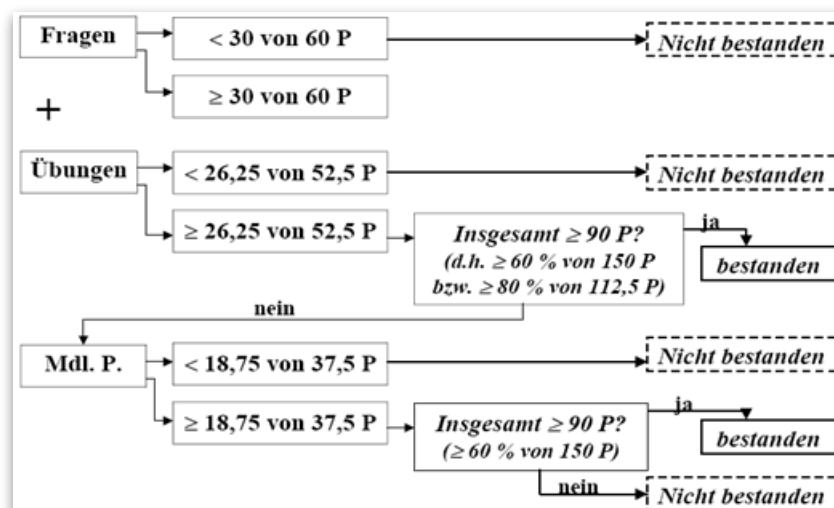 Fragen
< 30 von 60 P
Nicht bestanden
≥ 30 von 60 P
+
Übungen
< 26,25 von 52,5 P
Nicht bestanden
≥ 26,25 von 52,5 P
Insgesamt ≥ 90 P?
(d.h. ≥ 60 % von 150 P
bzw. ≥ 80 % von 112,5 P)
ja
bestanden
nein
Mdl. P.
< 18,75 von 37,5 P
Nicht bestanden
≥ 18,75 von 37,5 P
Insgesamt ≥ 90 P?
(≥ 60 % von 150 P)
ja
bestanden
nein
Nicht bestanden